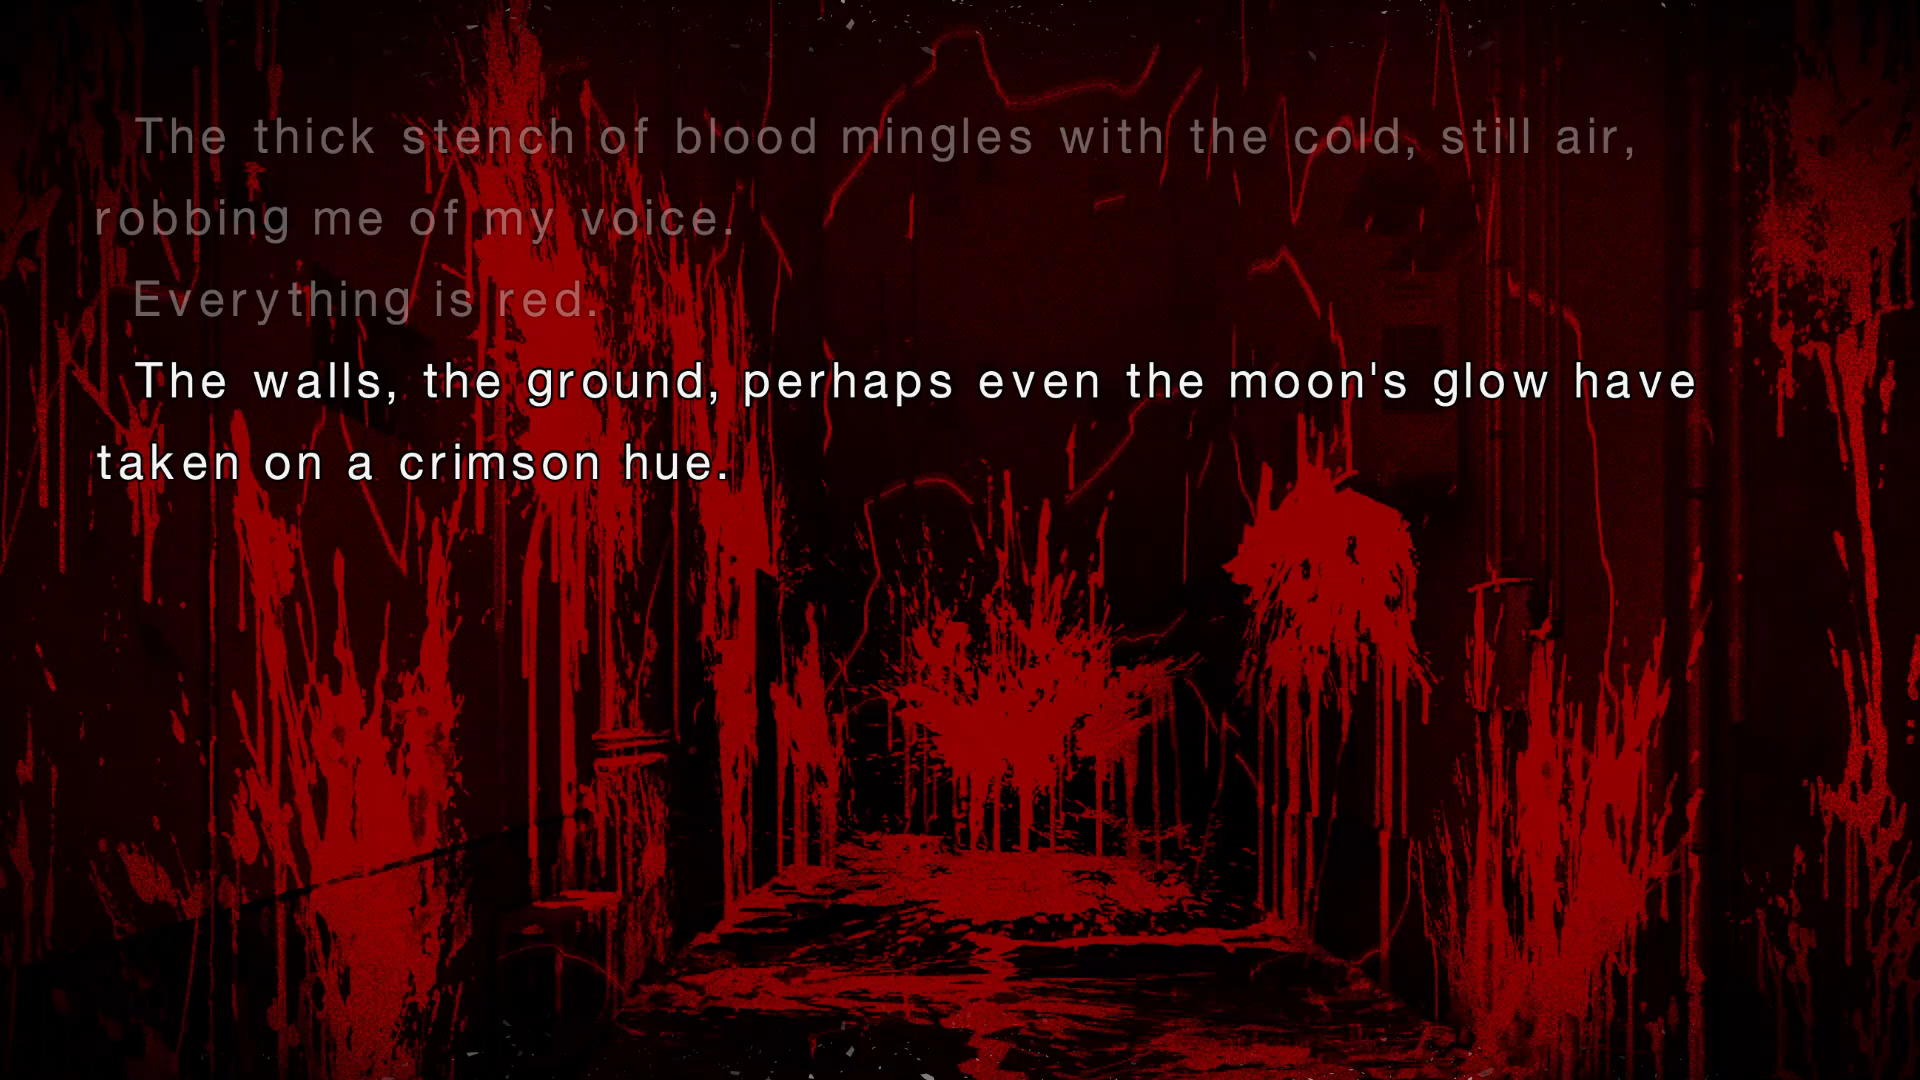 The thick stench of blood mingles with the cold, still air,
robbing me of my voice.
Everything is red.
The walls, the ground, perhaps even the moon's glow have
taken on a crimson hue.